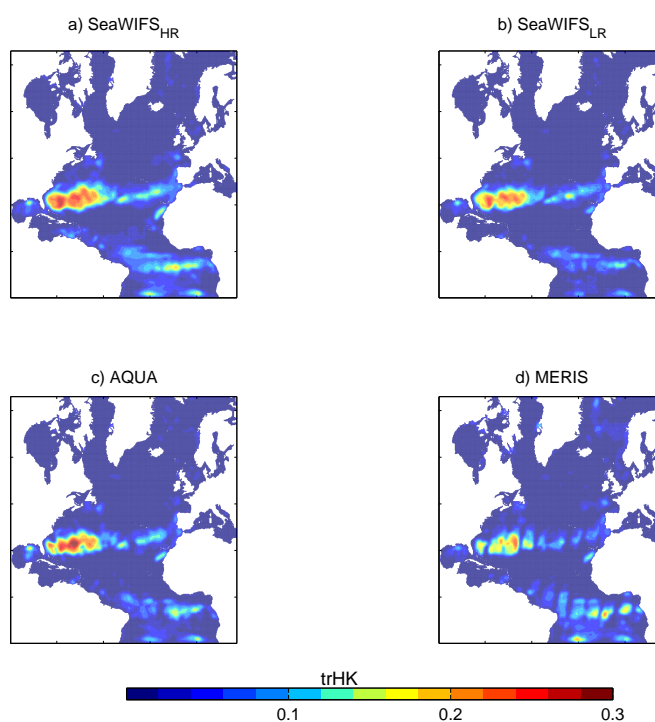 a) SeaWIFS_HR
b) SeaWIFS_LR
c) AQUA
d) MERIS
trHK
0.1 0.2 0.3